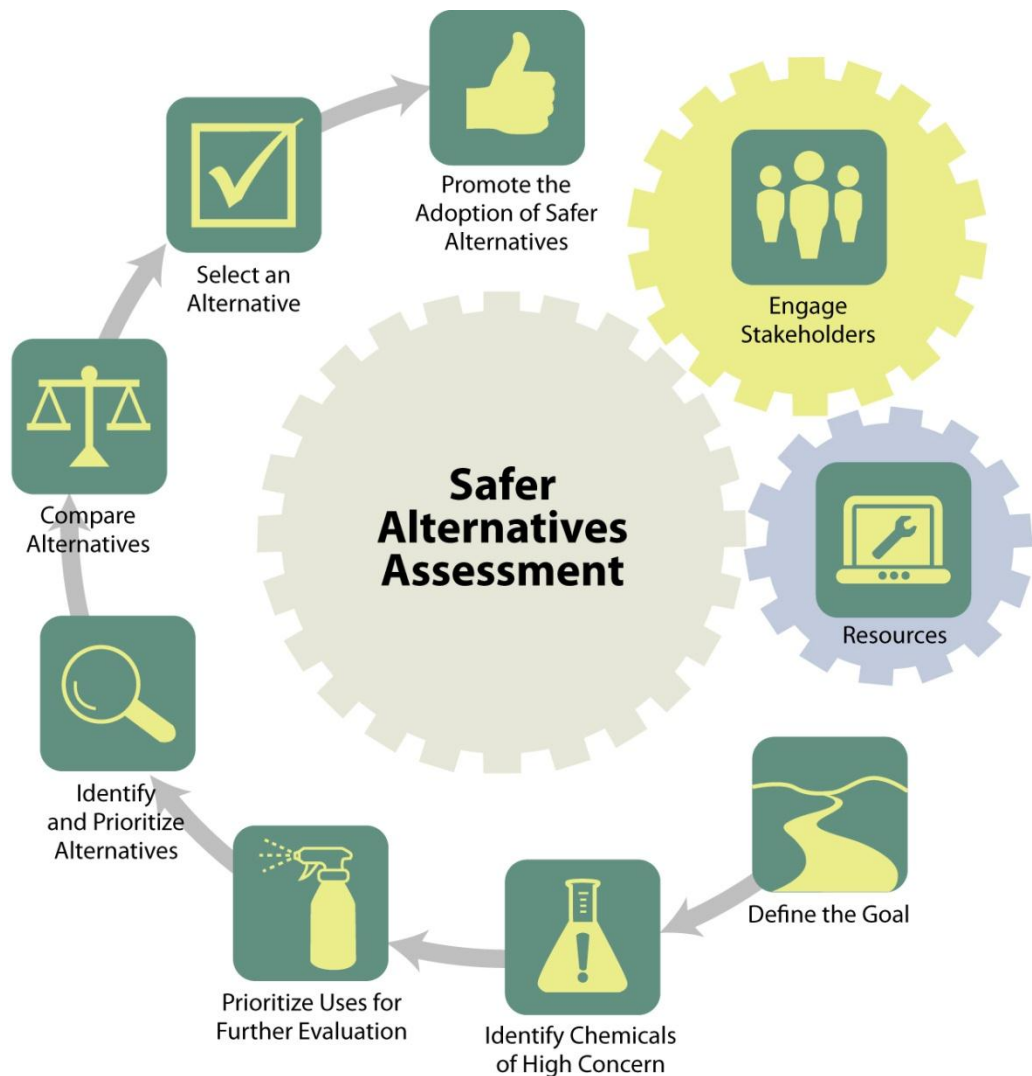 Promote the
Adoption of Safer
Alternatives
Select an
Alternative
Engage
Stakeholders
Compare
Alternatives
Safer
Alternatives
Assessment
Resources
Identify
and Prioritize
Alternatives
Define the Goal
Prioritize Uses for
Further Evaluation
Identify Chemicals
of High Concern